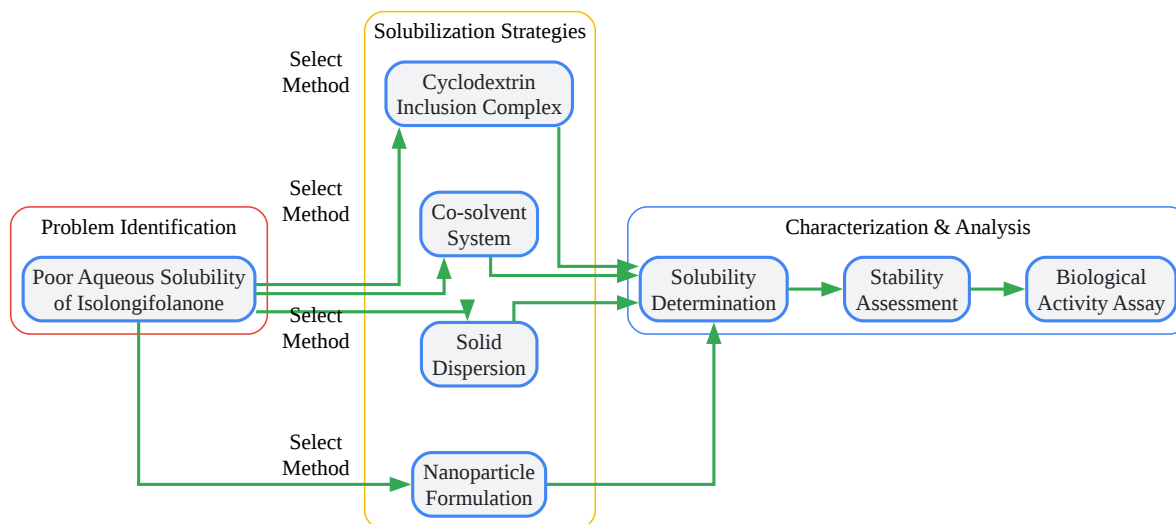 Problem Identification
Poor Aqueous Solubility
of Isolongifolanone
Select
Method
Select
Method
Select
Method
Select
Method
Solubilization Strategies
Cyclodextrin
Inclusion Complex
Co-solvent
System
Solid
Dispersion
Nanoparticle
Formulation
Characterization & Analysis
Solubility
Determination
Stability
Assessment
Biological
Activity Assay